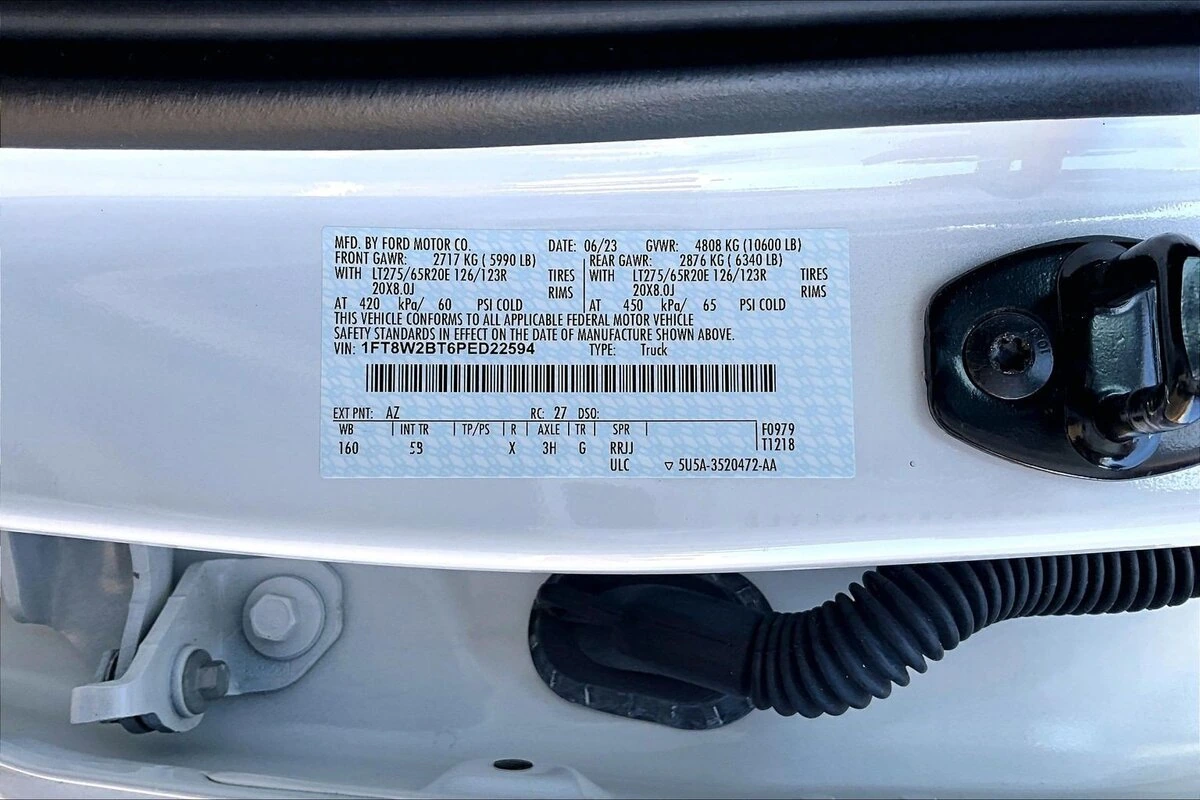 MFD. BY FORD MOTOR CO. DATE: 06/23 GVWR: 4808 KG (10600 LB)
FRONT GAWR: 2717 KG ( 5990 LB) REAR GAWR: 2876 KG ( 6340 LB)
WITH LT275/65R20E 126/123R TIRES WITH LT275/65R20E 126/123R TIRES
20X8.0J RIMS 20X8.0J RIMS
AT 420 kPa/ 60 PSI COLD AT 450 kPa/ 65 PSI COLD
THIS VEHICLE CONFORMS TO ALL APPLICABLE FEDERAL MOTOR VEHICLE
SAFETY STANDARDS IN EFFECT ON THE DATE OF MANUFACTURE SHOWN ABOVE.
VIN: 1FT8W2BT6PED22594 TYPE: Truck
EXT PNT: AZ RC: 27 DSO:
WB INT TR TP/PS R AXLE TR SPR F0979
160 5B X 3H G RRJJ T1218
ULC ▽ 5U5A-3520472-AA